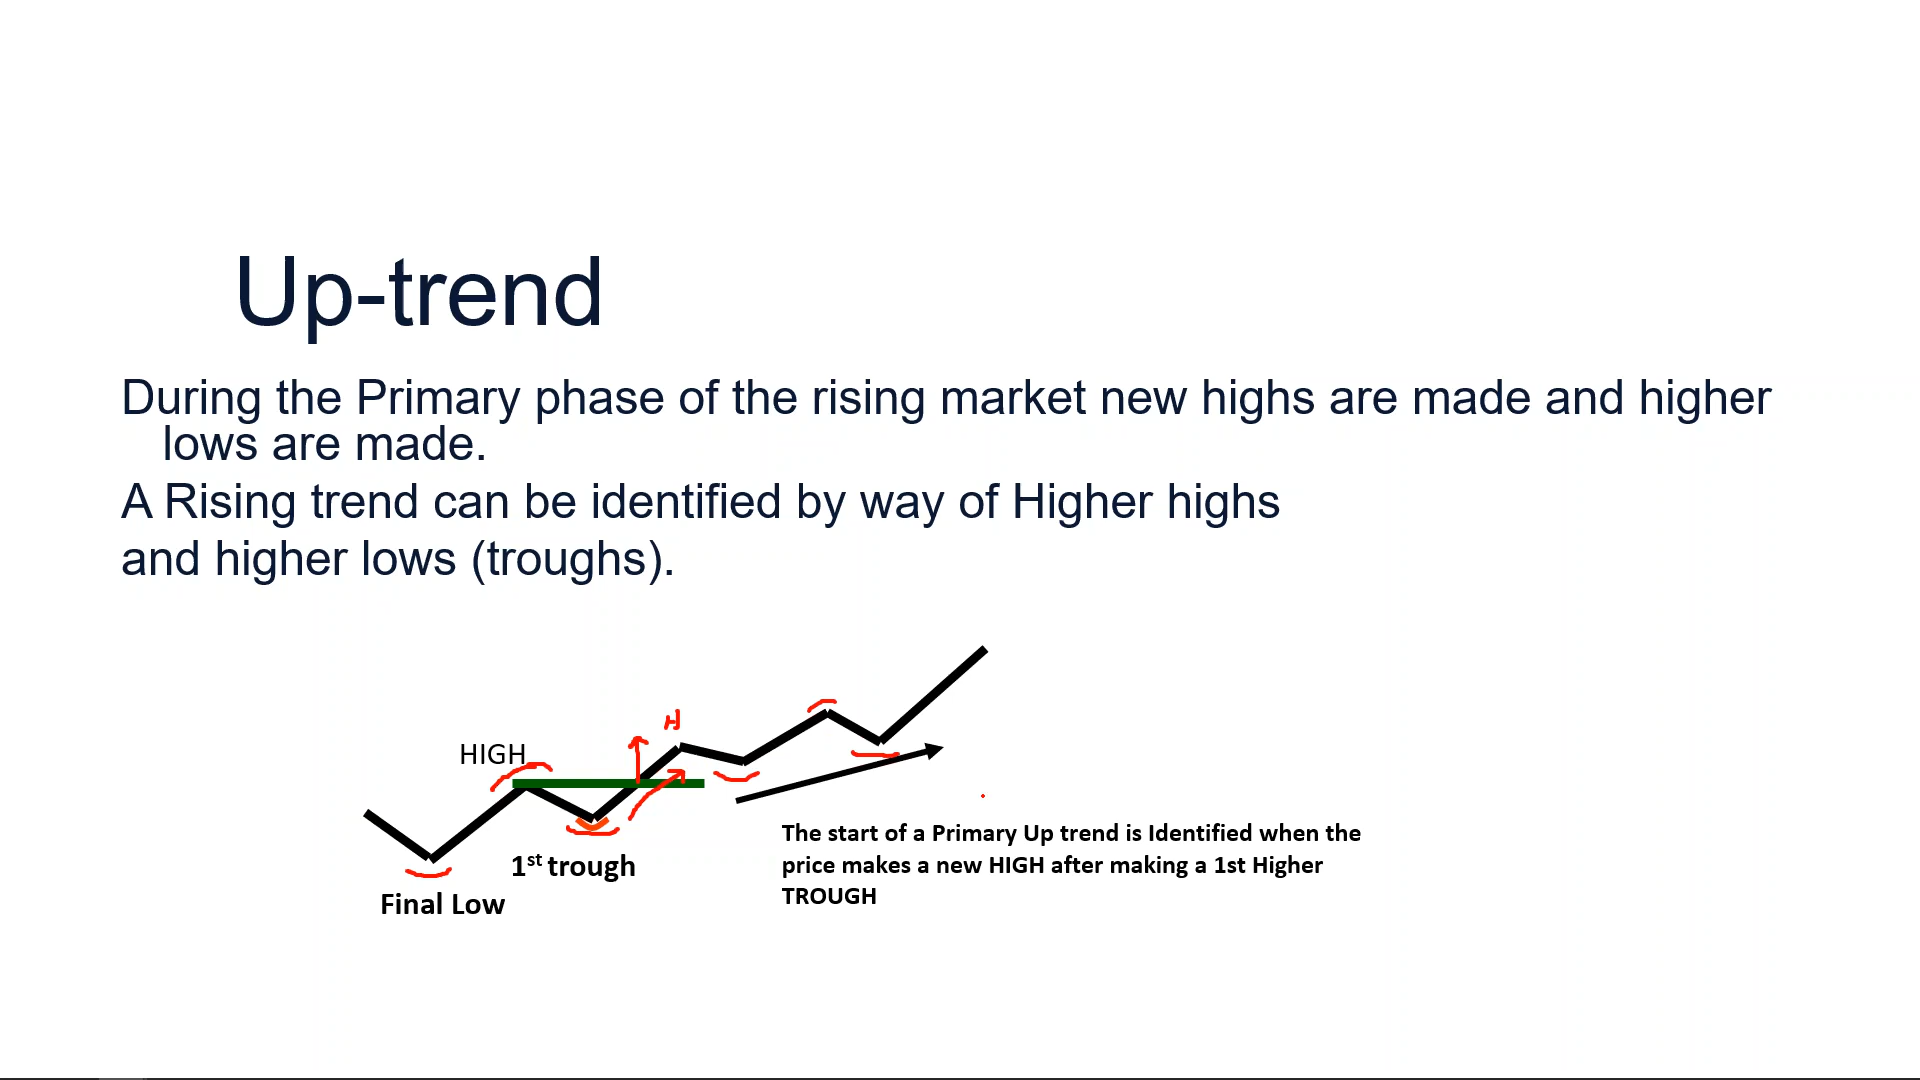 Up-trend
During the Primary phase of the rising market new highs are made and higher
lows are made.
A Rising trend can be identified by way of Higher highs
and higher lows (troughs).
H
HIGH
The start of a Primary Up trend is Identified when the
price makes a new HIGH after making a 1st Higher
TROUGH
1st trough
Final Low